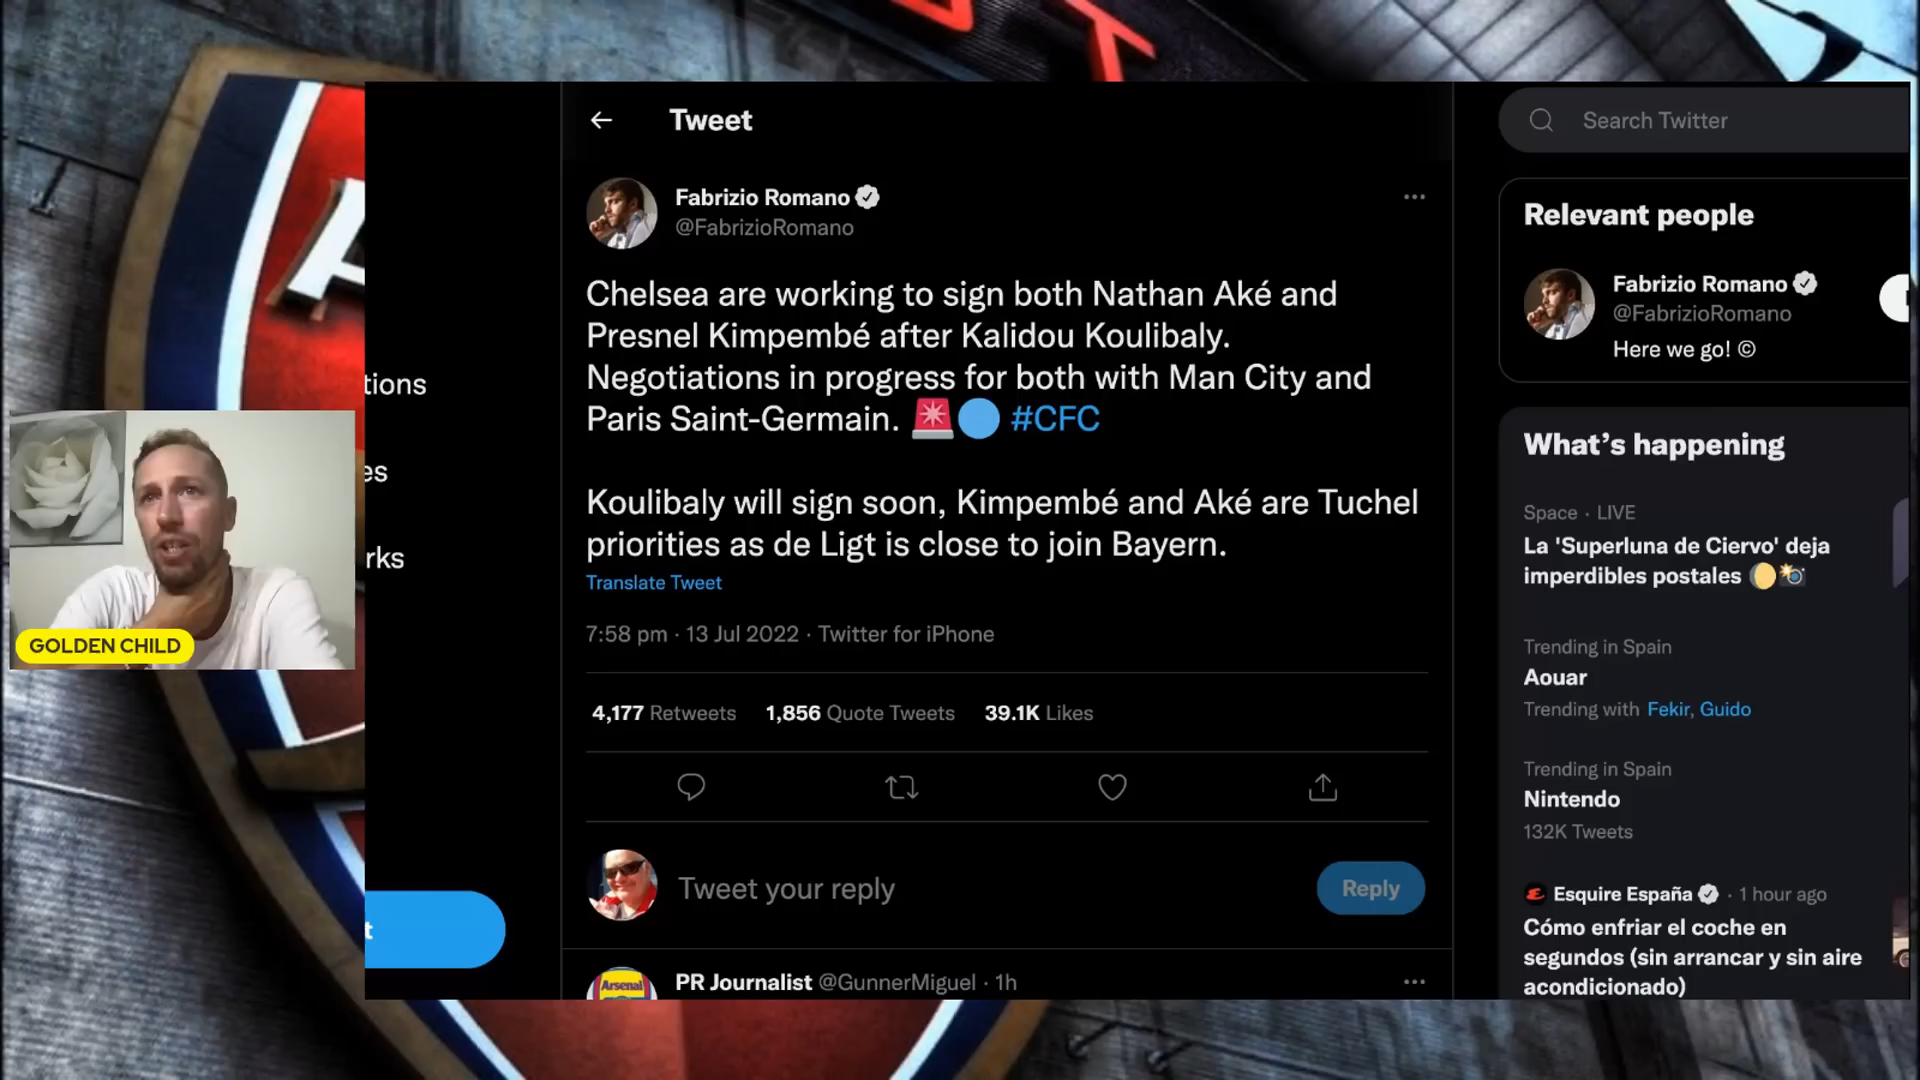 Tweet
Search Twitter
Fabrizio Romano
@FabrizioRomano
Chelsea are working to sign both Nathan Aké and
Presnel Kimpembé after Kalidou Koulibaly.
Negotiations in progress for both with Man City and
Paris Saint-Germain. 🚨🔵 #CFC
Koulibaly will sign soon, Kimpembé and Aké are Tuchel
priorities as de Ligt is close to join Bayern.
Translate Tweet
7:58 pm · 13 Jul 2022 · Twitter for iPhone
4,177 Retweets 1,856 Quote Tweets 39.1K Likes
Tweet your reply
Reply
PR Journalist @GunnerMiguel · 1h
Arsenal
Relevant people
Fabrizio Romano
@FabrizioRomano
Here we go! ©
What's happening
Space · LIVE
La 'Superluna de Ciervo' deja
imperdibles postales 🌔📸
Trending in Spain
Aouar
Trending with Fekir, Guido
Trending in Spain
Nintendo
132K Tweets
Esquire España · 1 hour ago
Cómo enfriar el coche en
segundos (sin arrancar y sin aire
acondicionado)
tions
es
rks
t
GOLDEN CHILD